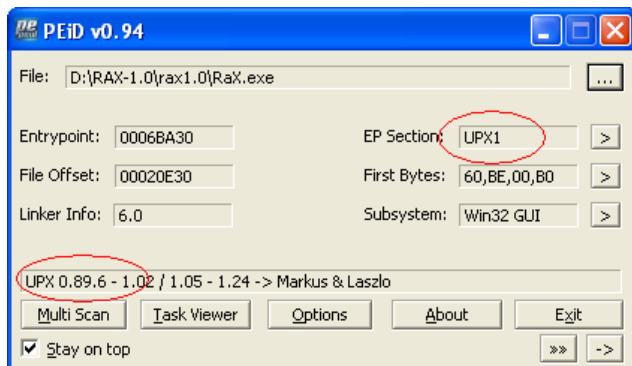 PEiD v0.94
File: D:\RAX-1.0\rax1.0\RaX.exe ...
Entrypoint: 0006BA30 EP Section: UPX1 >
File Offset: 00020E30 First Bytes: 60,BE,00,B0 >
Linker Info: 6.0 Subsystem: Win32 GUI >
UPX 0.89.6 - 1.02 / 1.05 - 1.24 -> Markus & Laszlo
Multi Scan Task Viewer Options About Exit
Stay on top »» ->